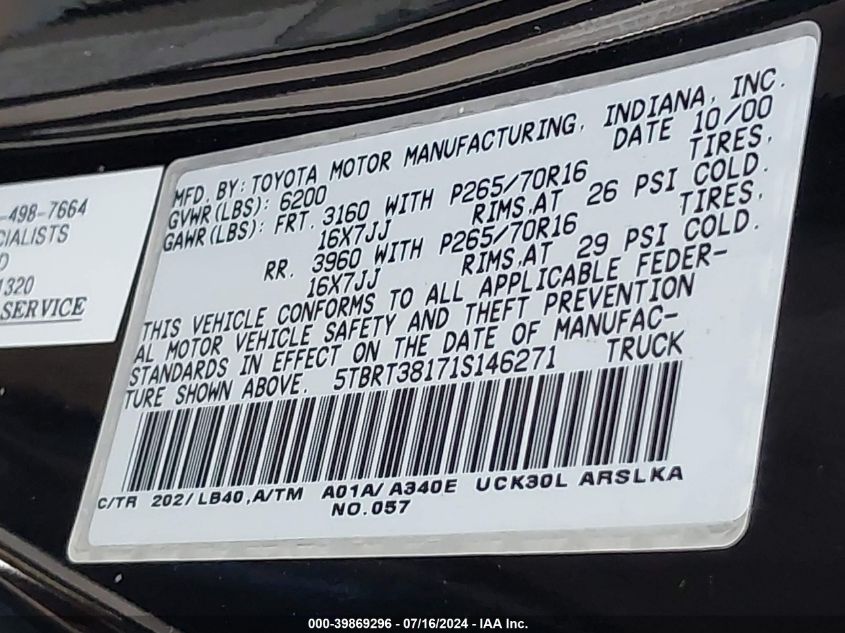 MFD. BY: TOYOTA MOTOR MANUFACTURING, INDIANA, INC.
GVWR(LBS): 6200 DATE 10/00
GAWR(LBS): FRT. 3160 WITH P265/70R16 TIRES,
16X7JJ RIMS,AT 26 PSI COLD.
RR. 3960 WITH P265/70R16 TIRES,
16X7JJ RIMS,AT 29 PSI COLD.
THIS VEHICLE CONFORMS TO ALL APPLICABLE FEDER-
AL MOTOR VEHICLE SAFETY AND THEFT PREVENTION
STANDARDS IN EFFECT ON THE DATE OF MANUFAC-
TURE SHOWN ABOVE. 5TBRT38171S146271 TRUCK
C/TR 202/LB40,A/TM A01A/A340E UCK30L ARSLKA
NO.057
-498-7664
CIALISTS
D
1320
SERVICE
000-39869296 - 07/16/2024 - IAA Inc.